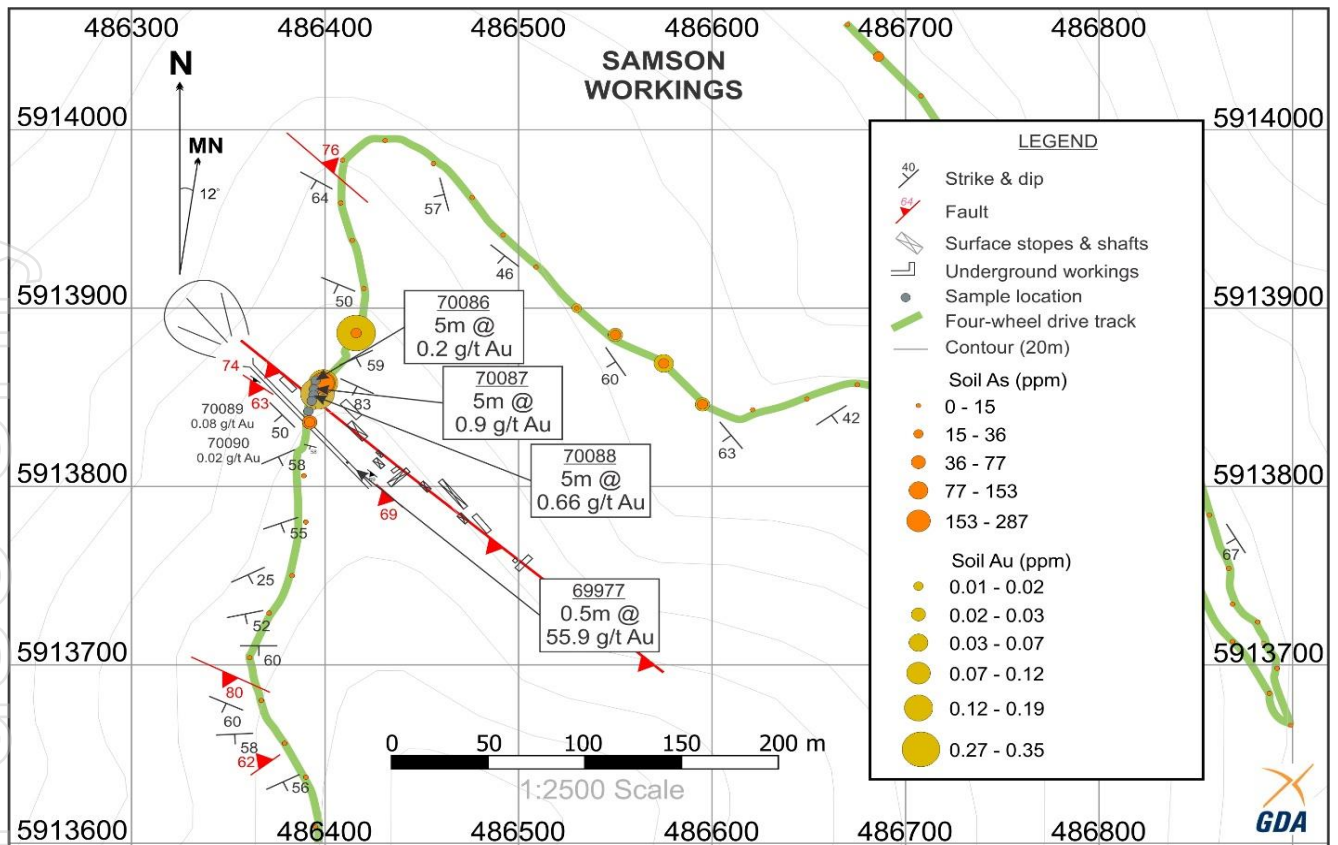 486300 486400 486500 486600 486700 486800
SAMSON
WORKINGS
N
MN
12°
5914000
5914000
5913900
5913900
5913800
5913800
5913700
5913700
5913600
486300 486400 486500 486600 486700 486800
76
64
57
46
50
59
60
83
74
63
50
58
42
63
69
55
25
52
60
80
60
58
62
56
67
70086
5m @
0.2 g/t Au
70087
5m @
0.9 g/t Au
70088
5m @
0.66 g/t Au
70089
0.08 g/t Au
70090
0.02 g/t Au
69977
0.5m @
55.9 g/t Au
0 50 100 150 200 m
1:2500 Scale
LEGEND
40
Strike & dip
64
Fault
Surface stopes & shafts
Underground workings
Sample location
Four-wheel drive track
Contour (20m)
Soil As (ppm)
0 - 15
15 - 36
36 - 77
77 - 153
153 - 287
Soil Au (ppm)
0.01 - 0.02
0.02 - 0.03
0.03 - 0.07
0.07 - 0.12
0.12 - 0.19
0.27 - 0.35
GDA